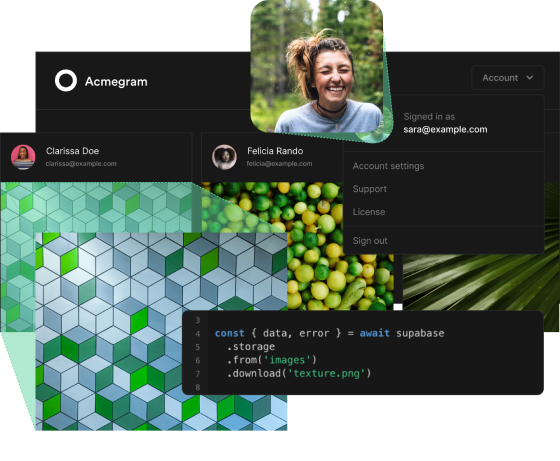 Acmegram
Account
Signed in as
sara@example.com
Clarissa Doe
clarissa@example.com
Felicia Rando
felicia@example.com
Account settings
Support
License
Sign out
3
4 const { data, error } = await supabase
5 .storage
6 .from('images')
7 .download('texture.png')
8